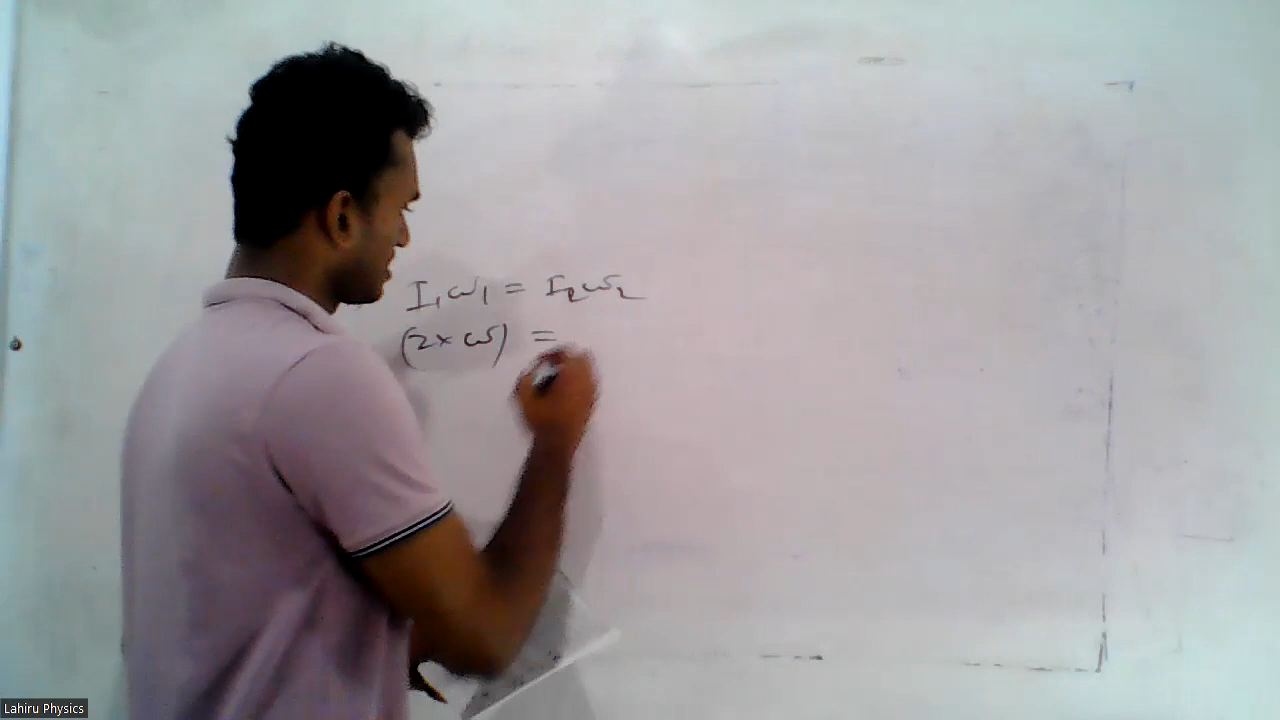 I₁ω₁ = I₂ω₂
(2×ω) =
Lahiru Physics